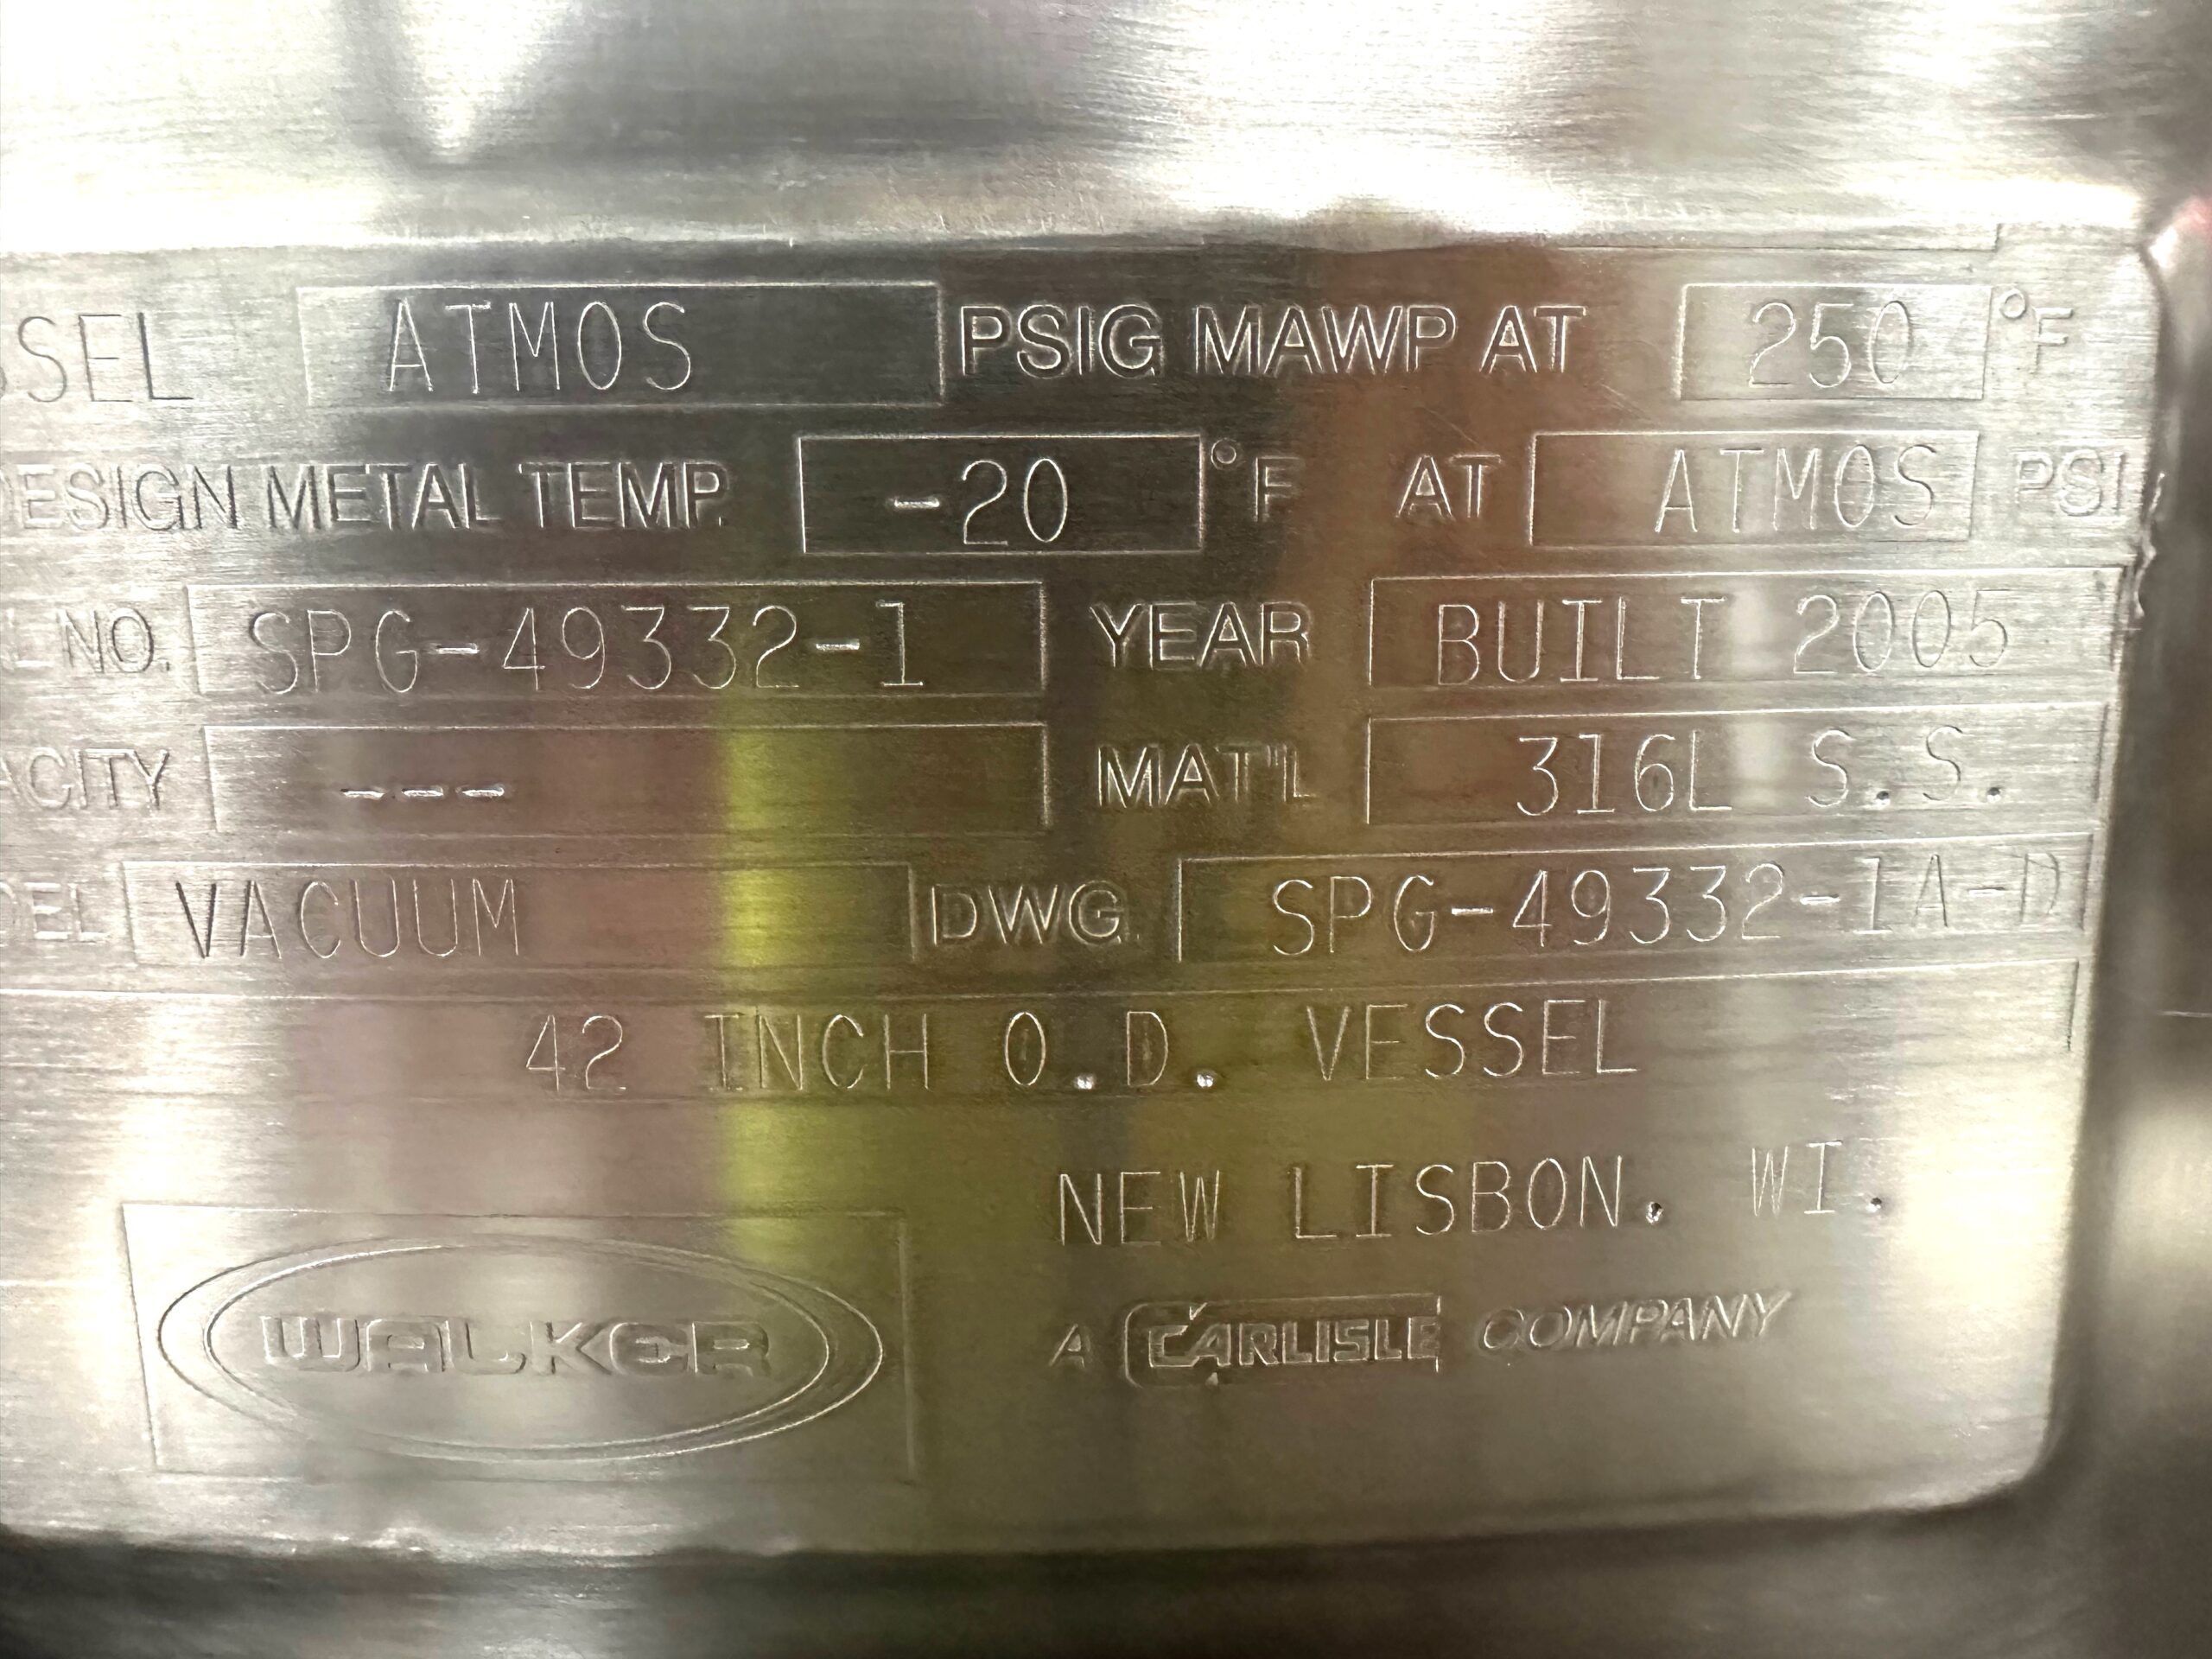 SSEL ATMOS PSIG MAWP AT 250 °F
DESIGN METAL TEMP. -20 °F AT ATMOS PSI
L NO. SPG-49332-1 YEAR BUILT 2005
ACITY --- MAT'L 316L S.S.
DEL VACUUM DWG. SPG-49332-1A-D
42 INCH O.D. VESSEL
NEW LISBON. WI.
WALKER
A CARLISLE COMPANY